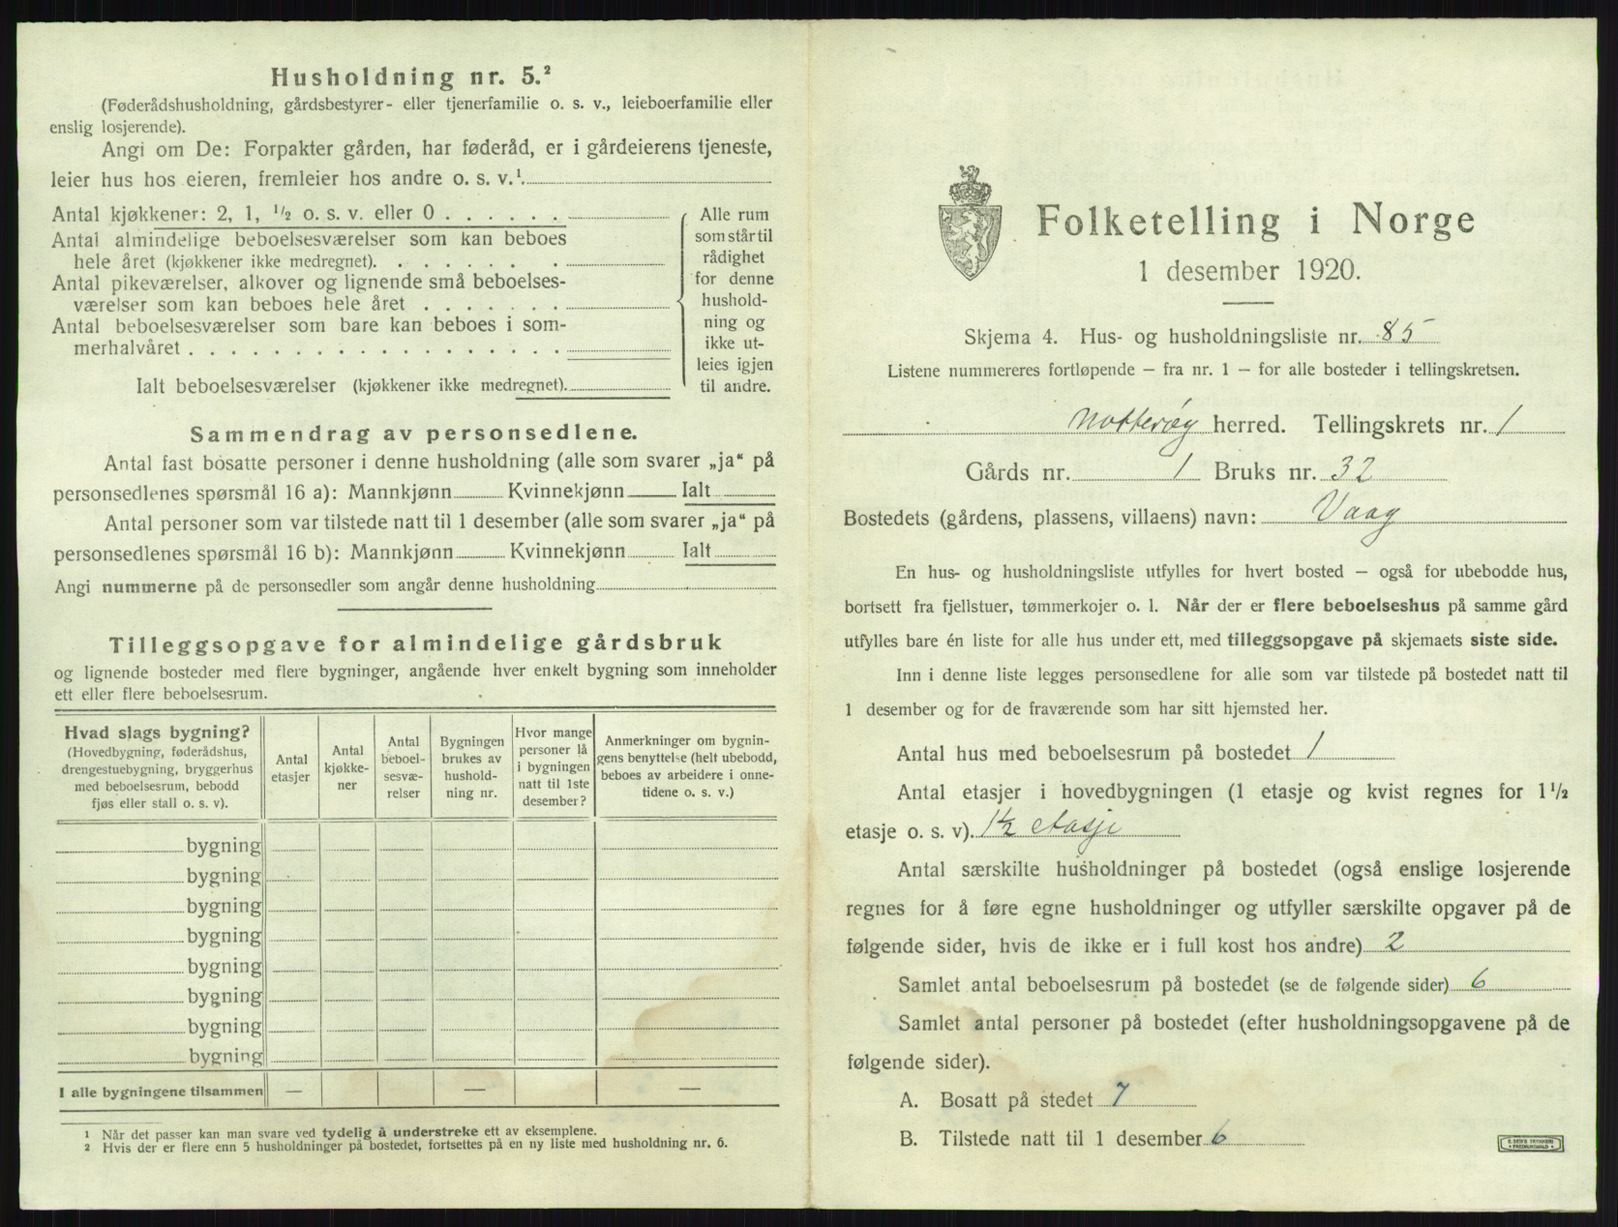 Husholdning nr. 5.²
(Føderådshusholdning, gårdsbestyrer- eller tjenerfamilie o. s. v., leieboerfamilie eller
enslig losjerende).
Angi om De: Forpakter gården, har føderåd, er i gårdeierens tjeneste,
leier hus hos eieren, fremleier hos andre o. s. v.¹.
Antal kjøkkener: 2, 1, ½ o. s. v. eller 0 . . . . . .
Antal almindelige beboelsesværelser som kan beboes
hele året (kjøkkener ikke medregnet). . . . . . . .
Antal pikeværelser, alkover og lignende små beboelses-
værelser som kan beboes hele året . . . . . . .
Antal beboelsesværelser som bare kan beboes i som-
merhalvåret . . . . . . . . . . . . . . . . . .
Ialt beboelsesværelser (kjøkkener ikke medregnet).
Alle rum
som står til
rådighet
for denne
hushold-
ning og
ikke ut-
leies igjen
til andre.
Sammendrag av personsedlene.
Antal fast bosatte personer i denne husholdning (alle som svarer „ja“ på
personsedlenes spørsmål 16 a): Mannkjønn Kvinnekjønn Ialt
Antal personer som var tilstede natt til 1 desember (alle som svarer „ja“ på
personsedlenes spørsmål 16 b): Mannkjønn Kvinnekjønn Ialt
Angi nummerne på de personsedler som angår denne husholdning
Tilleggsopgave for almindelige gårdsbruk
og lignende bosteder med flere bygninger, angående hver enkelt bygning som inneholder
ett eller flere beboelsesrum.
Hvad slags bygning?
(Hovedbygning, føderådshus,
drengestuebygning, bryggerhus
med beboelsesrum, bebodd
fjøs eller stall o. s. v).
Antal
etasjer
Antal
kjøkke-
ner
Antal
beboel-
sesvæ-
relser
Bygningen
brukes av
hushold-
ning nr.
Hvor mange
personer lå
i bygningen
natt til 1ste
desember?
Anmerkninger om bygnin-
gens benyttelse (helt ubebodd,
beboes av arbeidere i onne-
tidene o. s. v.)
bygning
bygning
bygning
bygning
bygning
bygning
bygning
bygning
I alle bygningene tilsammen — — —
¹ Når det passer kan man svare ved tydelig å understreke ett av eksemplene.
² Hvis der er flere enn 5 husholdninger på bostedet, fortsettes på en ny liste med husholdning nr. 6.
Folketelling i Norge
1 desember 1920.
Skjema 4. Hus- og husholdningsliste nr. 85
Listene nummereres fortløpende — fra nr. 1 — for alle bosteder i tellingskretsen.
Nøtterøy herred. Tellingskrets nr. 1
Gårds nr. 1 Bruks nr. 32
Bostedets (gårdens, plassens, villaens) navn: Vaag
En hus- og husholdningsliste utfylles for hvert bosted — også for ubebodde hus,
bortsett fra fjellstuer, tømmerkojer o. l. Når der er flere beboelseshus på samme gård
utfylles bare én liste for alle hus under ett, med tilleggsopgave på skjemaets siste side.
Inn i denne liste legges personsedlene for alle som var tilstede på bostedet natt til
1 desember og for de fraværende som har sitt hjemsted her.
Antal hus med beboelsesrum på bostedet 1
Antal etasjer i hovedbygningen (1 etasje og kvist regnes for 1½
etasje o. s. v). 1½ etasje
Antal særskilte husholdninger på bostedet (også enslige losjerende
regnes for å føre egne husholdninger og utfyller særskilte opgaver på de
følgende sider, hvis de ikke er i full kost hos andre) 2
Samlet antal beboelsesrum på bostedet (se de følgende sider) 6
Samlet antal personer på bostedet (efter husholdningsopgavene på de
følgende sider).
A. Bosatt på stedet 7
B. Tilstede natt til 1 desember 6